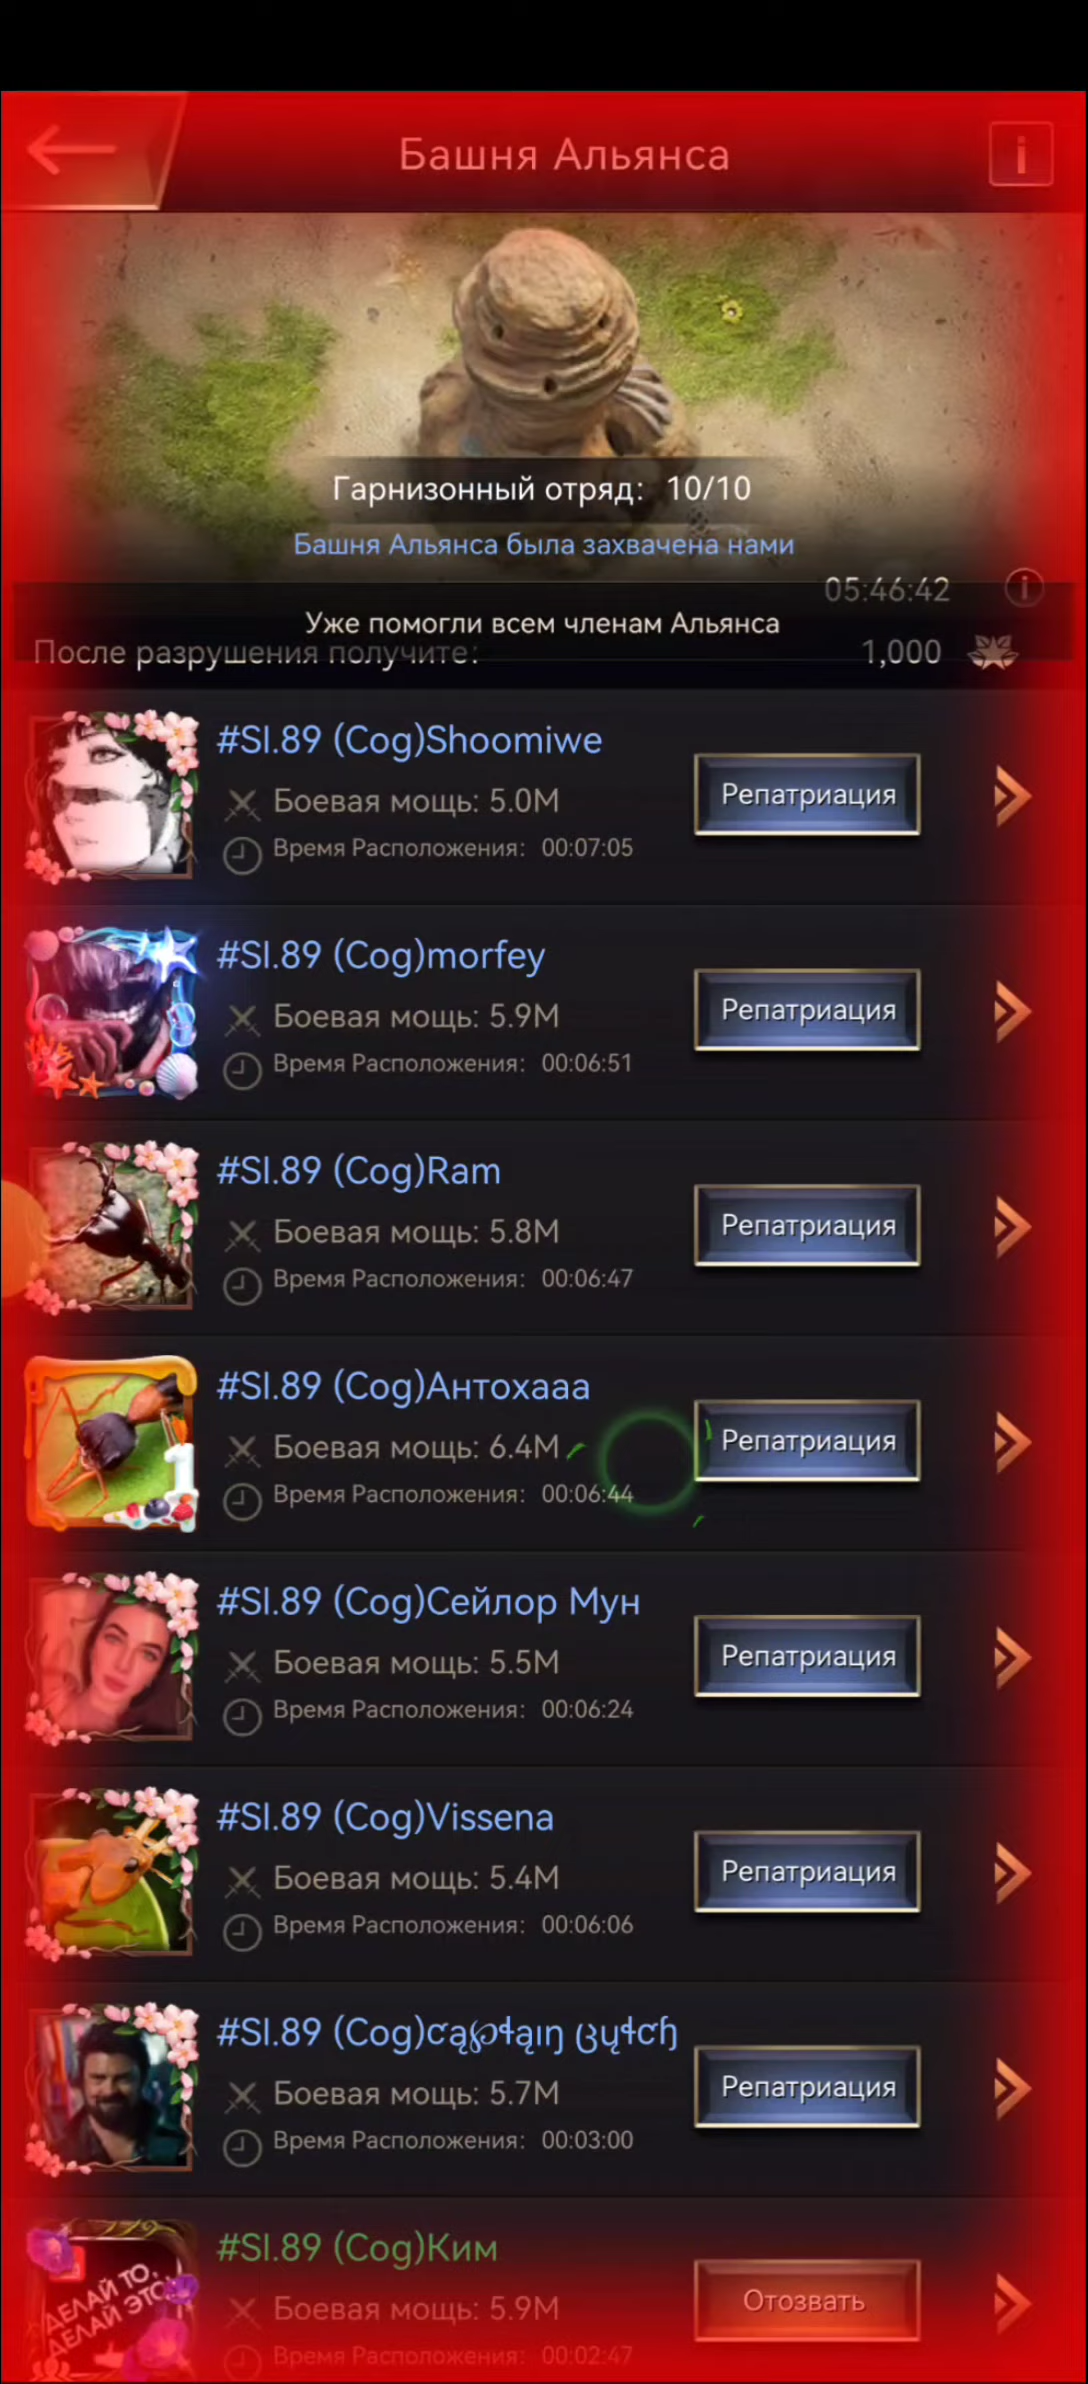 Башня Альянса
Гарнизонный отряд: 10/10
Башня Альянса была захвачена нами
05:46:42
Уже помогли всем членам Альянса
После разрушения получите: 1,000
#SI.89 (Cog)Shoomiwe
Боевая мощь: 5.0M
Время Расположения: 00:07:05
Репатриация
#SI.89 (Cog)morfey
Боевая мощь: 5.9M
Время Расположения: 00:06:51
Репатриация
#SI.89 (Cog)Ram
Боевая мощь: 5.8M
Время Расположения: 00:06:47
Репатриация
#SI.89 (Cog)Антохааа
Боевая мощь: 6.4M
Время Расположения: 00:06:44
Репатриация
#SI.89 (Cog)Сейлор Мун
Боевая мощь: 5.5M
Время Расположения: 00:06:24
Репатриация
#SI.89 (Cog)Vissena
Боевая мощь: 5.4M
Время Расположения: 00:06:06
Репатриация
#SI.89 (Cog)
Боевая мощь: 5.7M
Время Расположения: 00:03:00
Репатриация
#SI.89 (Cog)Ким
Боевая мощь: 5.9M
Время Расположения: 00:02:47
Отозвать
ДЕЛАЙ ТО,
ДЕЛАЙ ЭТО